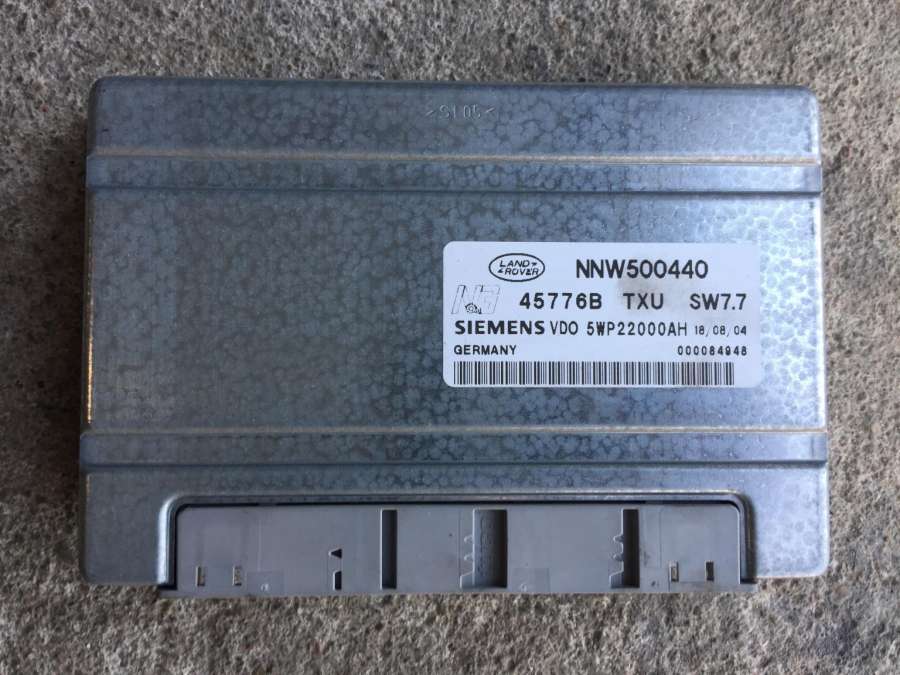 LAND-
ROVER
NNW500440
45776B TXU SW7.7
SIEMENS VDO 5WP22000AH 18,08,04
GERMANY
000084948